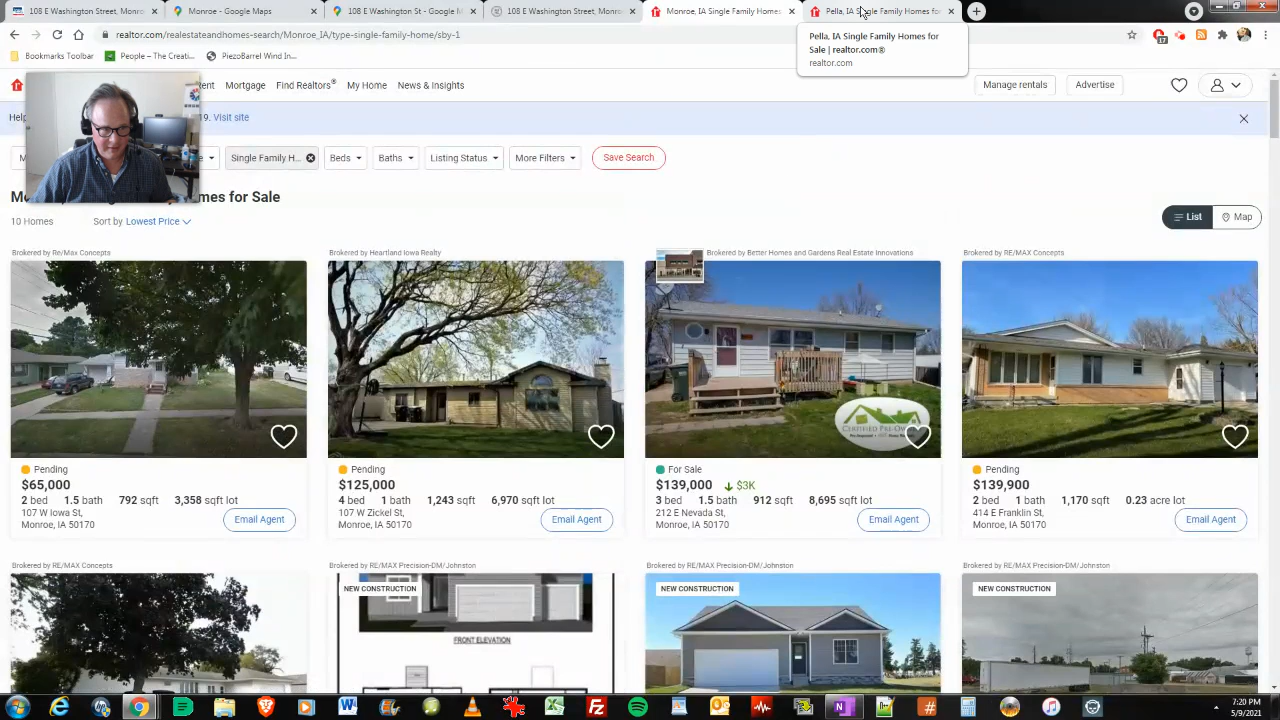 108 E Washington Street, Monro
Monroe - Google Maps
108 E Washington St - Google M
108 E Washington Street, Monro
Monroe, IA Single Family Home
Pella, IA Single Family Homes fo
realtor.com/realestateandhomes-search/Monroe_IA/type-single-family-home/sby-1
17
Pella, IA Single Family Homes for
Sale | realtor.com®
realtor.com
Bookmarks Toolbar
People – The Creati...
PiezoBarrel Wind In...
ent
Mortgage
Find Realtors®
My Home
News & Insights
Manage rentals
Advertise
Help
19. Visit site
Single Family H...
Beds
Baths
Listing Status
More Filters
Save Search
mes for Sale
10 Homes
Sort by Lowest Price
List
Map
Brokered by Re/Max Concepts
Brokered by Heartland Iowa Realty
Brokered by Better Homes and Gardens Real Estate Innovations
Brokered by RE/MAX Concepts
Pending
$65,000
2 bed 1.5 bath 792 sqft 3,358 sqft lot
107 W Iowa St,
Monroe, IA 50170
Email Agent
Pending
$125,000
4 bed 1 bath 1,243 sqft 6,970 sqft lot
107 W Zickel St,
Monroe, IA 50170
Email Agent
CERTIFIED PRE-OWNED
For Sale
$139,000 $3K
3 bed 1.5 bath 912 sqft 8,695 sqft lot
212 E Nevada St,
Monroe, IA 50170
Email Agent
Pending
$139,900
2 bed 1 bath 1,170 sqft 0.23 acre lot
414 E Franklin St,
Monroe, IA 50170
Email Agent
Brokered by RE/MAX Concepts
Brokered by RE/MAX Precision-DM/Johnston
Brokered by RE/MAX Precision-DM/Johnston
Brokered by RE/MAX Precision-DM/Johnston
NEW CONSTRUCTION
FRONT ELEVATION
NEW CONSTRUCTION
NEW CONSTRUCTION
7:20 PM
5/9/2021